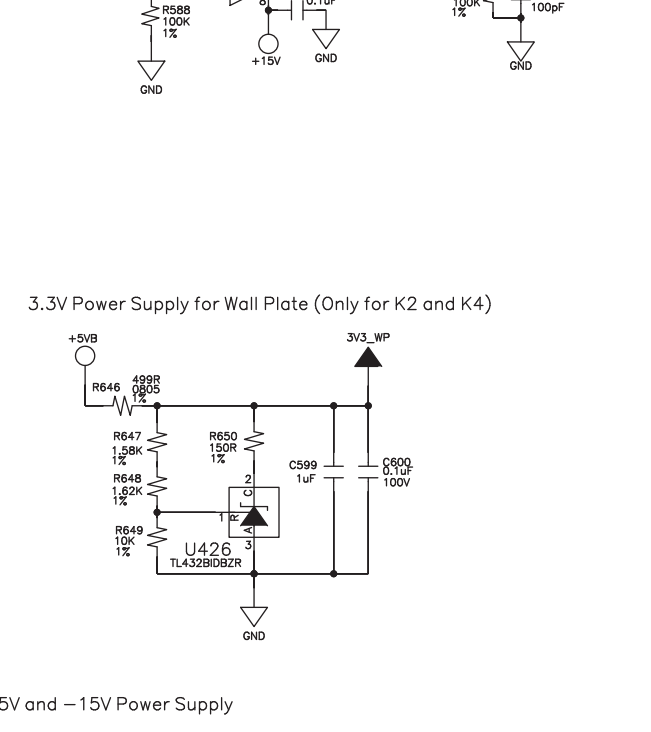 R588
100K
1%
GND
0.1uF
+15V
GND
100K
1%
100pF
GND
3.3V Power Supply for Wall Plate (Only for K2 and K4)
+5VB
3V3_WP
R646
499R
0805
1%
R647
1.58K
1%
R650
150R
1%
C599
1uF
C600
0.1uF
100V
R648
1.62K
1%
2
C
1
R
A
3
R649
10K
1%
U426
TL432BIDBZR
GND
5V and −15V Power Supply